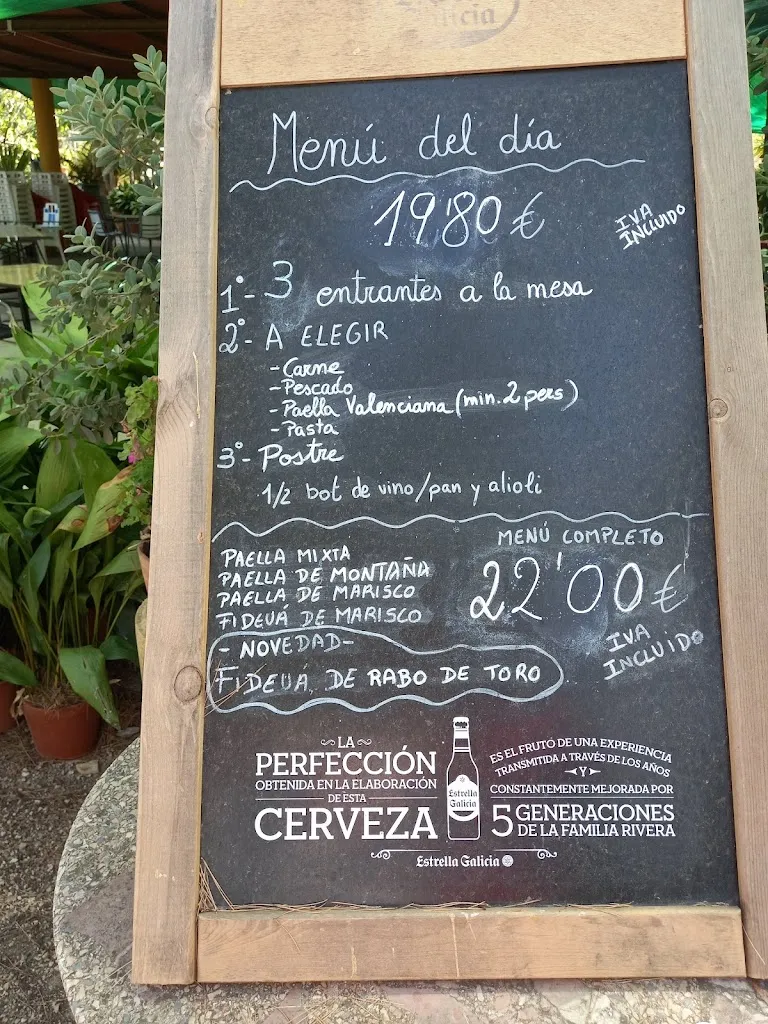 Galicia
Menú del día
19'80 €
IVA
INCLUIDO
1º- 3 entrantes a la mesa
2º- A ELEGIR
- Carne
- Pescado
- Paella Valenciana (min. 2 pers)
- Pasta
3º- Postre
1/2 bot de vino/pan y alioli
MENÚ COMPLETO
22'00 €
IVA
INCLUIDO
PAELLA MIXTA
PAELLA DE MONTAÑA
PAELLA DE MARISCO
FIDEUÁ DE MARISCO
- NOVEDAD-
FIDEUÁ DE RABO DE TORO
LA
PERFECCIÓN
OBTENIDA EN LA ELABORACIÓN
DE ESTA
CERVEZA
Estrella
Galicia
ES EL FRUTO DE UNA EXPERIENCIA
TRANSMITIDA A TRAVÉS DE LOS AÑOS
Y
CONSTANTEMENTE MEJORADA POR
5 GENERACIONES
DE LA FAMILIA RIVERA
Estrella Galicia